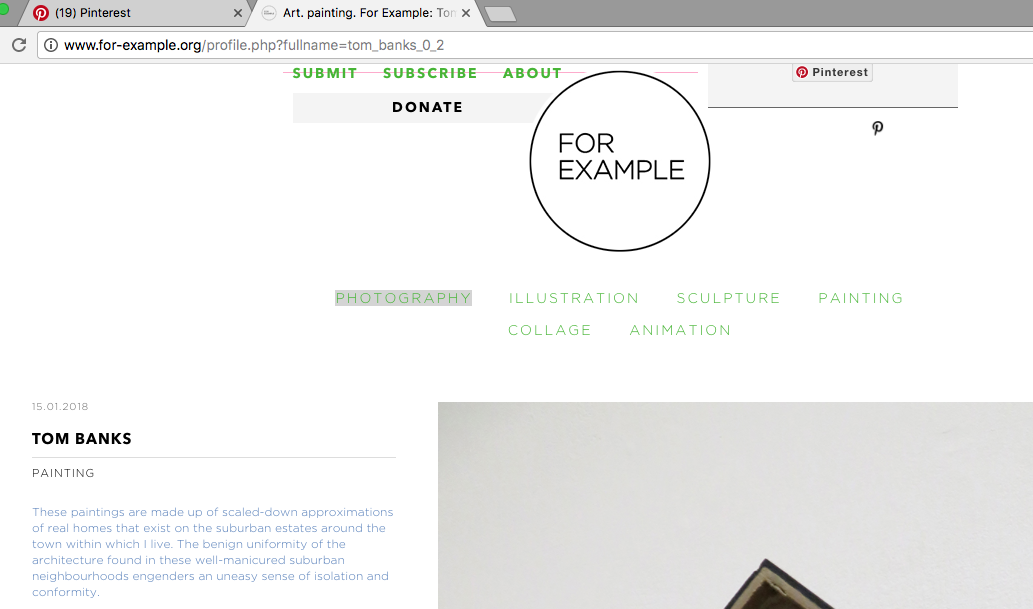 (19) Pinterest
Art. painting. For Example: Ton
www.for-example.org/profile.php?fullname=tom_banks_0_2
SUBMIT SUBSCRIBE ABOUT
Pinterest
DONATE
FOR
EXAMPLE
PHOTOGRAPHY ILLUSTRATION SCULPTURE PAINTING
COLLAGE ANIMATION
15.01.2018
TOM BANKS
PAINTING
These paintings are made up of scaled-down approximations
of real homes that exist on the suburban estates around the
town within which I live. The benign uniformity of the
architecture found in these well-manicured suburban
neighbourhoods engenders an uneasy sense of isolation and
conformity.